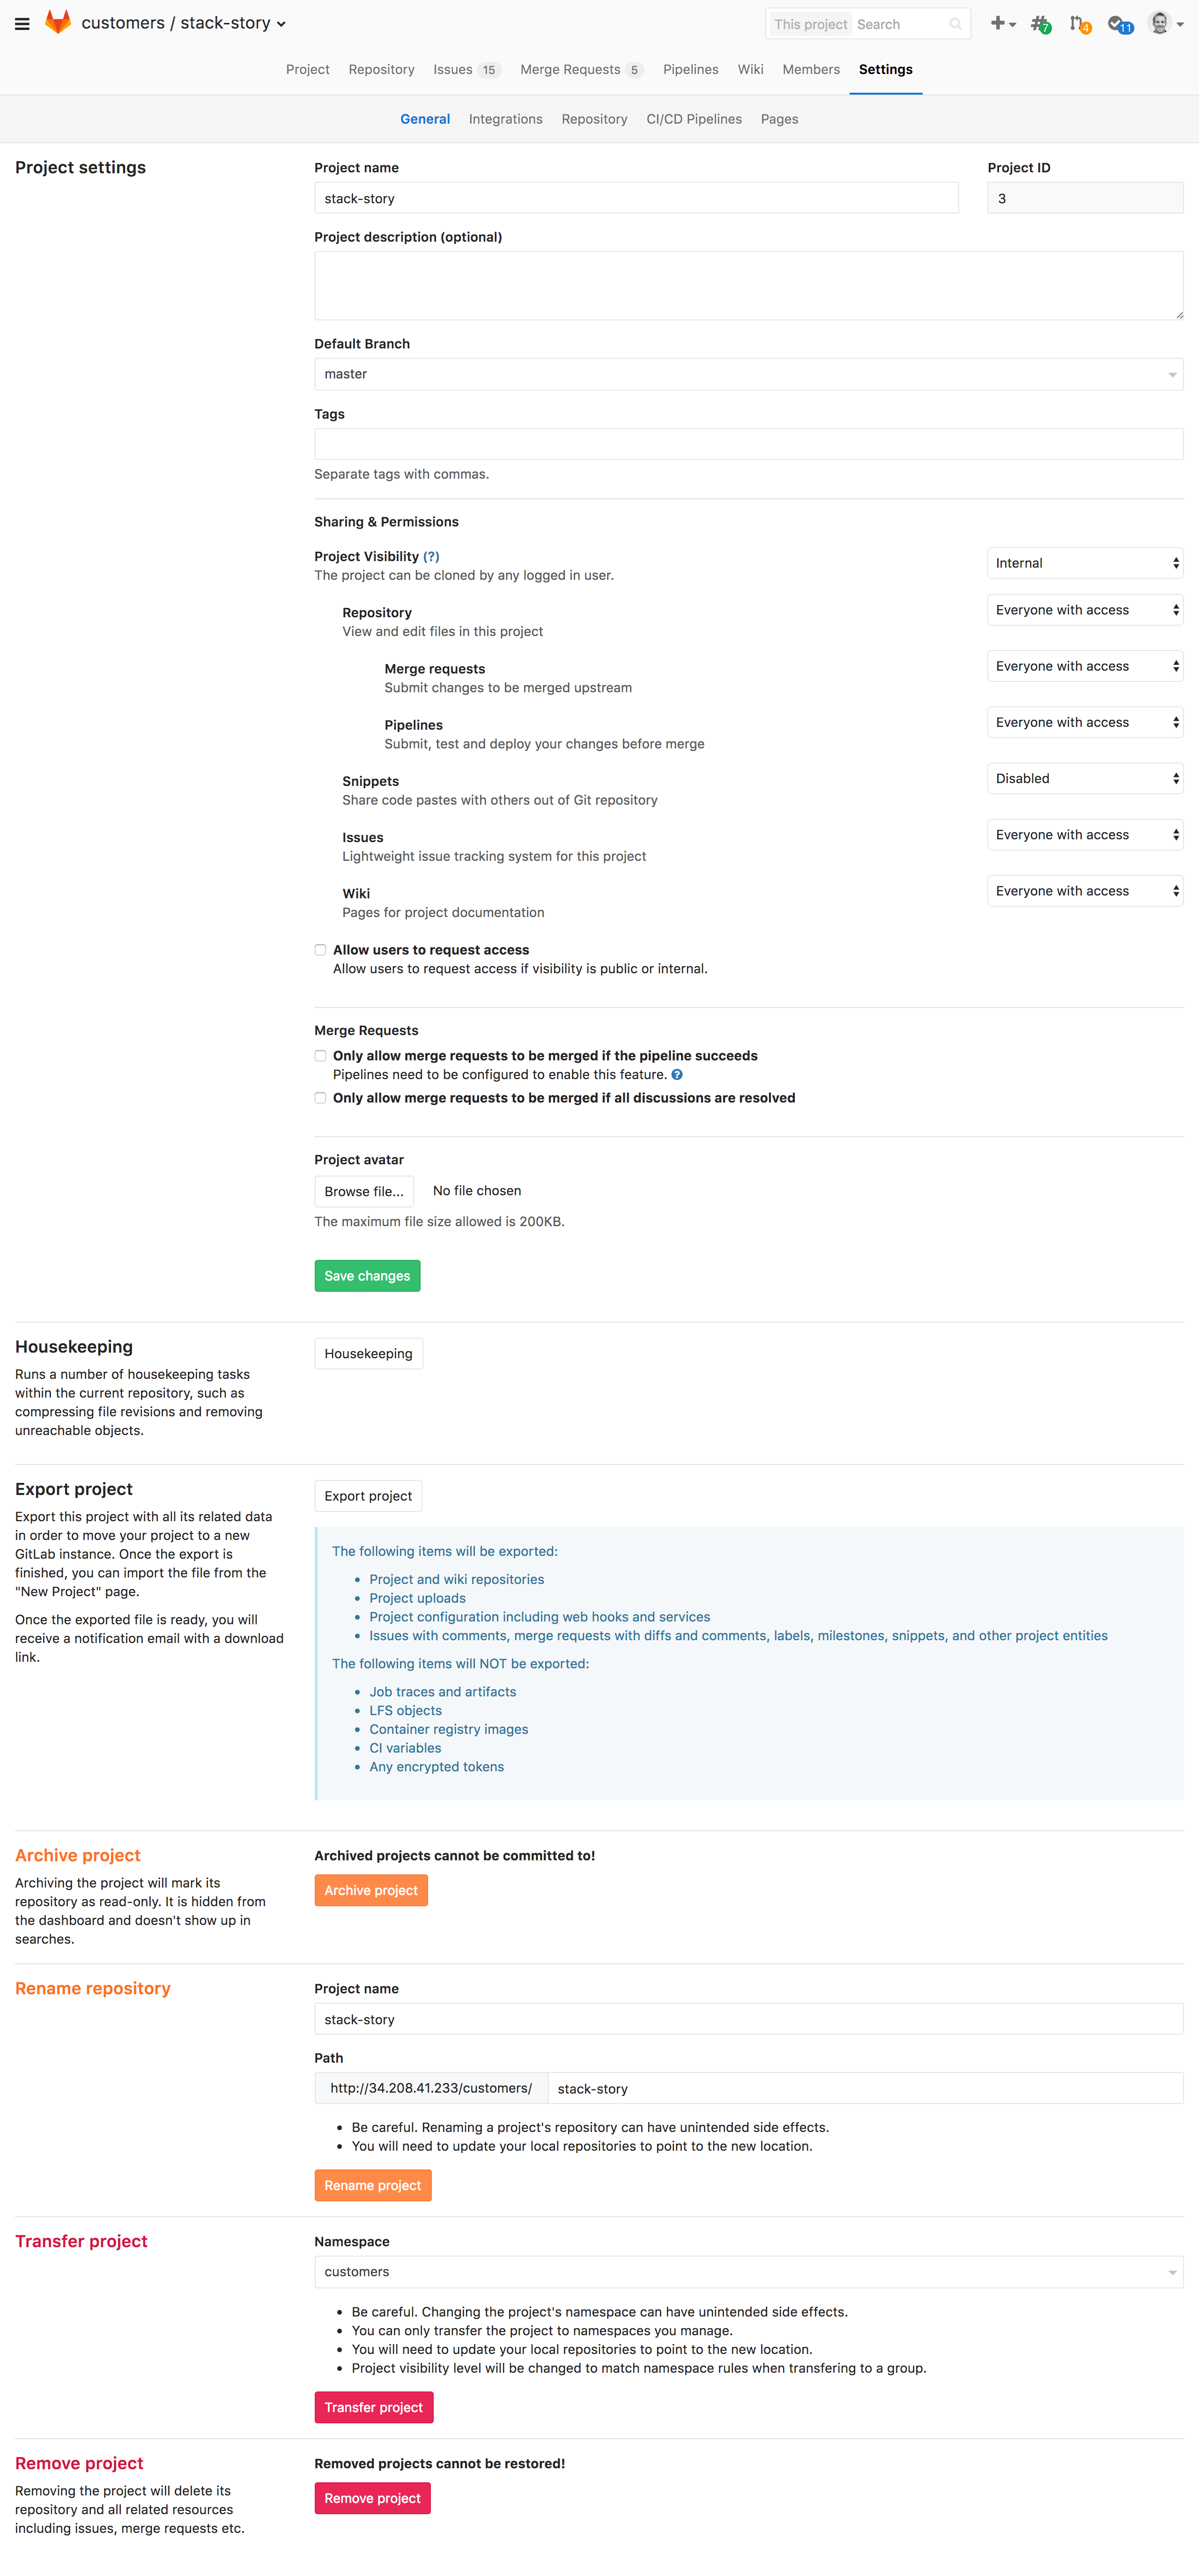 customers / stack-story
This project Search
7 4 11
Project Repository Issues 15 Merge Requests 5 Pipelines Wiki Members Settings
General Integrations Repository CI/CD Pipelines Pages
Project settings
Project name Project ID
stack-story 3
Project description (optional)
Default Branch
master
Tags
Separate tags with commas.
Sharing & Permissions
Project Visibility (?)
The project can be cloned by any logged in user.
Internal
Repository
View and edit files in this project
Everyone with access
Merge requests
Submit changes to be merged upstream
Everyone with access
Pipelines
Submit, test and deploy your changes before merge
Everyone with access
Snippets
Share code pastes with others out of Git repository
Disabled
Issues
Lightweight issue tracking system for this project
Everyone with access
Wiki
Pages for project documentation
Everyone with access
Allow users to request access
Allow users to request access if visibility is public or internal.
Merge Requests
Only allow merge requests to be merged if the pipeline succeeds
Pipelines need to be configured to enable this feature. ?
Only allow merge requests to be merged if all discussions are resolved
Project avatar
Browse file... No file chosen
The maximum file size allowed is 200KB.
Save changes
Housekeeping
Runs a number of housekeeping tasks
within the current repository, such as
compressing file revisions and removing
unreachable objects.
Housekeeping
Export project
Export this project with all its related data
in order to move your project to a new
GitLab instance. Once the export is
finished, you can import the file from the
"New Project" page.
Once the exported file is ready, you will
receive a notification email with a download
link.
Export project
The following items will be exported:
• Project and wiki repositories
• Project uploads
• Project configuration including web hooks and services
• Issues with comments, merge requests with diffs and comments, labels, milestones, snippets, and other project entities
The following items will NOT be exported:
• Job traces and artifacts
• LFS objects
• Container registry images
• CI variables
• Any encrypted tokens
Archive project
Archiving the project will mark its
repository as read-only. It is hidden from
the dashboard and doesn't show up in
searches.
Archived projects cannot be committed to!
Archive project
Rename repository
Project name
stack-story
Path
http://34.208.41.233/customers/ stack-story
• Be careful. Renaming a project's repository can have unintended side effects.
• You will need to update your local repositories to point to the new location.
Rename project
Transfer project
Namespace
customers
• Be careful. Changing the project's namespace can have unintended side effects.
• You can only transfer the project to namespaces you manage.
• You will need to update your local repositories to point to the new location.
• Project visibility level will be changed to match namespace rules when transfering to a group.
Transfer project
Remove project
Removing the project will delete its
repository and all related resources
including issues, merge requests etc.
Removed projects cannot be restored!
Remove project